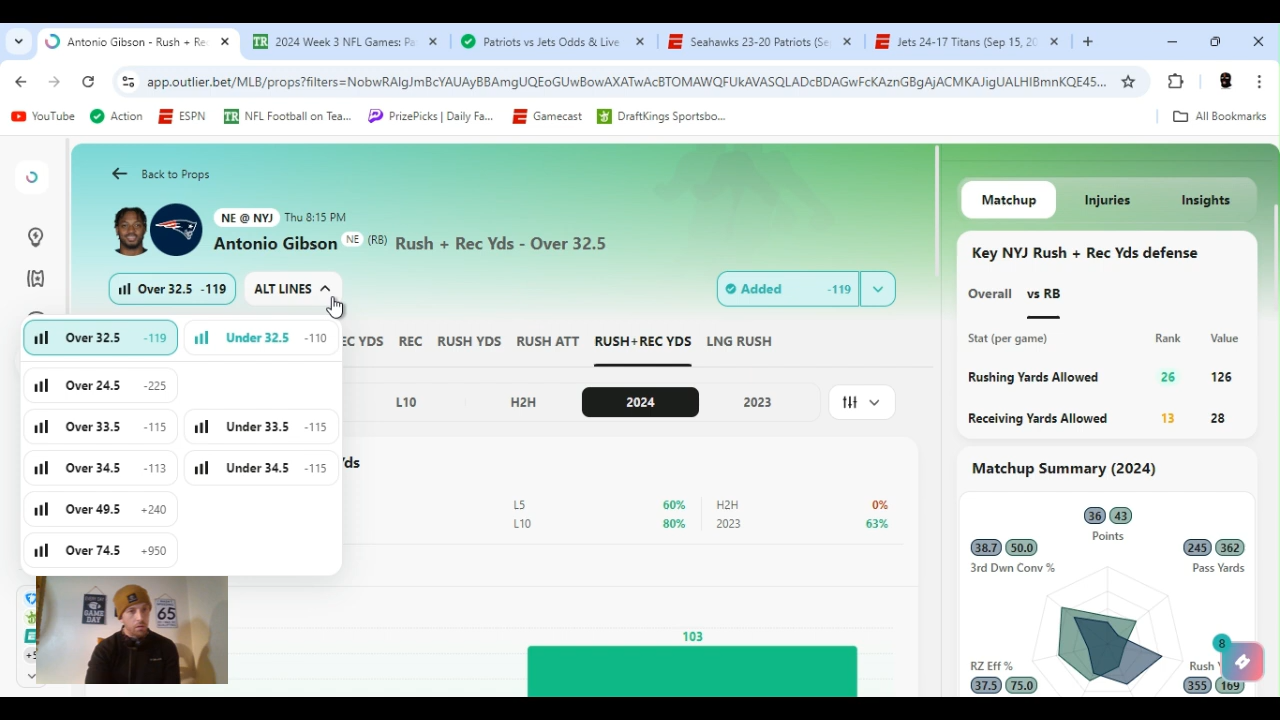 Antonio Gibson - Rush + Re
TR 2024 Week 3 NFL Games: Pa
Patriots vs Jets Odds & Live
Seahawks 23-20 Patriots (Se
Jets 24-17 Titans (Sep 15, 20
YouTube
Action
ESPN
TR NFL Football on Tea...
PrizePicks | Daily Fa...
Gamecast
DraftKings Sportsbo...
All Bookmarks
Back to Props
NE @ NYJ Thu 8:15 PM
Antonio Gibson NE (RB) Rush + Rec Yds - Over 32.5
Over 32.5 -119
ALT LINES
Added -119
Over 32.5 -119
Under 32.5 -110
Over 24.5 -225
Over 33.5 -115
Under 33.5 -115
Over 34.5 -113
Under 34.5 -115
Over 49.5 +240
Over 74.5 +950
EC YDS
REC
RUSH YDS
RUSH ATT
RUSH+REC YDS
LNG RUSH
L10
H2H
2024
2023
Yds
L5 60%
H2H 0%
L10 80%
2023 63%
103
GAME DAY
65
Matchup
Injuries
Insights
Key NYJ Rush + Rec Yds defense
Overall vs RB
Stat (per game) Rank Value
Rushing Yards Allowed 26 126
Receiving Yards Allowed 13 28
Matchup Summary (2024)
36 43
Points
38.7 50.0
3rd Dwn Conv %
245 362
Pass Yards
RZ Eff %
37.5 75.0
Rush Y
355 169
8